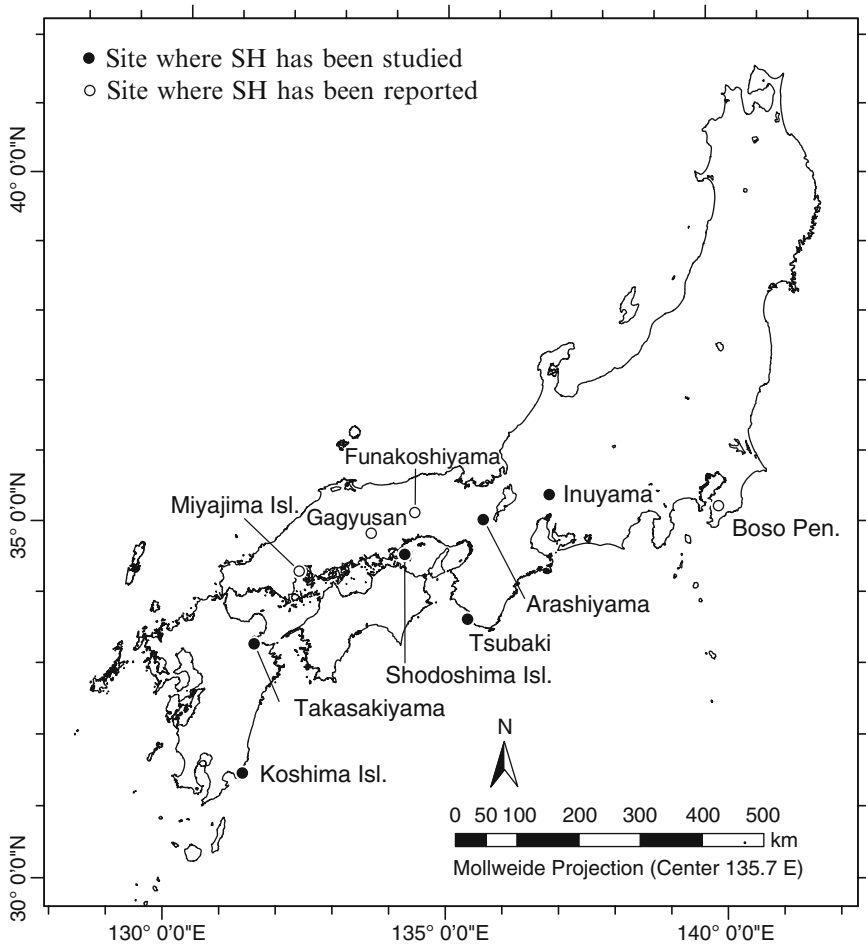 ● Site where SH has been studied
○ Site where SH has been reported
40° 0'0"N
35° 0'0"N
30° 0'0"N
Funakoshiyama
Miyajima Isl.
Gagyusan
Inuyama
Boso Pen.
Arashiyama
Tsubaki
Shodoshima Isl.
Takasakiyama
Koshima Isl.
N
0 50 100 200 300 400 500
km
Mollweide Projection (Center 135.7 E)
130° 0'0"E 135° 0'0"E 140° 0'0"E